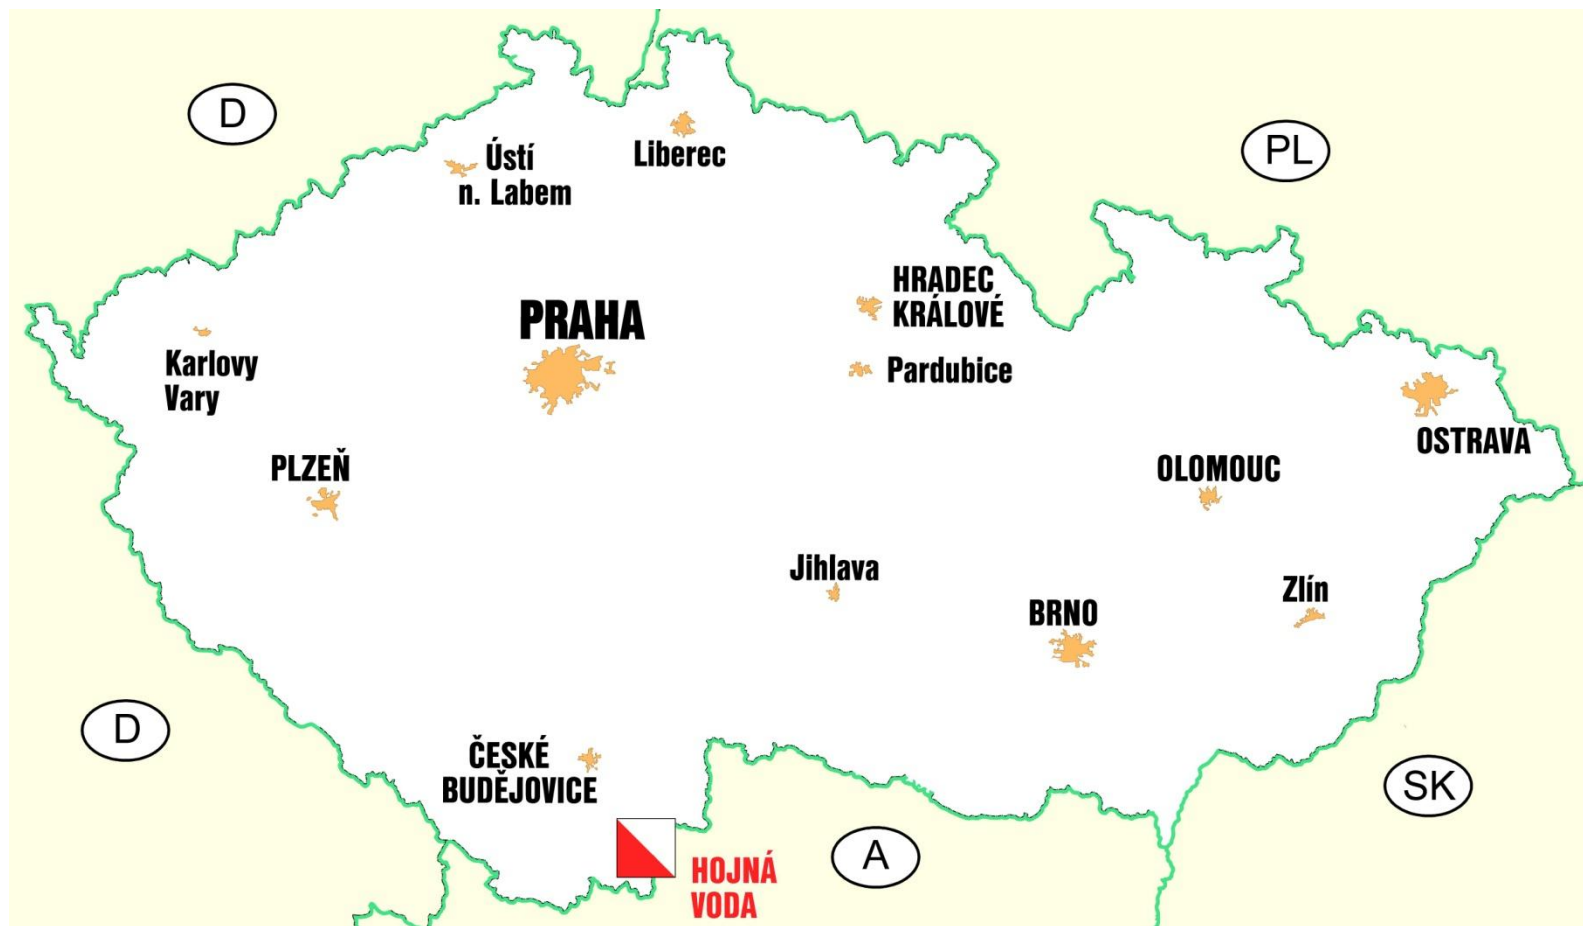 D
PL
Ústí
n. Labem
Liberec
HRADEC
KRÁLOVÉ
PRAHA
Karlovy
Vary
Pardubice
OSTRAVA
PLZEŇ
OLOMOUC
Jihlava
Zlín
BRNO
D
ČESKÉ
BUDĚJOVICE
SK
A
HOJNÁ
VODA